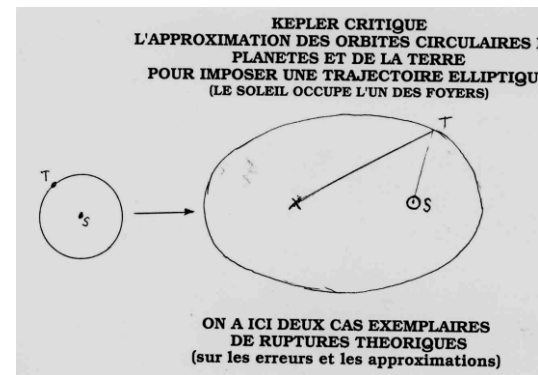 KEPLER CRITIQUE
L'APPROXIMATION DES ORBITES CIRCULAIRES
PLANETES ET DE LA TERRE
POUR IMPOSER UNE TRAJECTOIRE ELLIPTIQU
(LE SOLEIL OCCUPE L'UN DES FOYERS)
T
T
S
S
ON A ICI DEUX CAS EXEMPLAIRES
DE RUPTURES THEORIQUES
(sur les erreurs et les approximations)